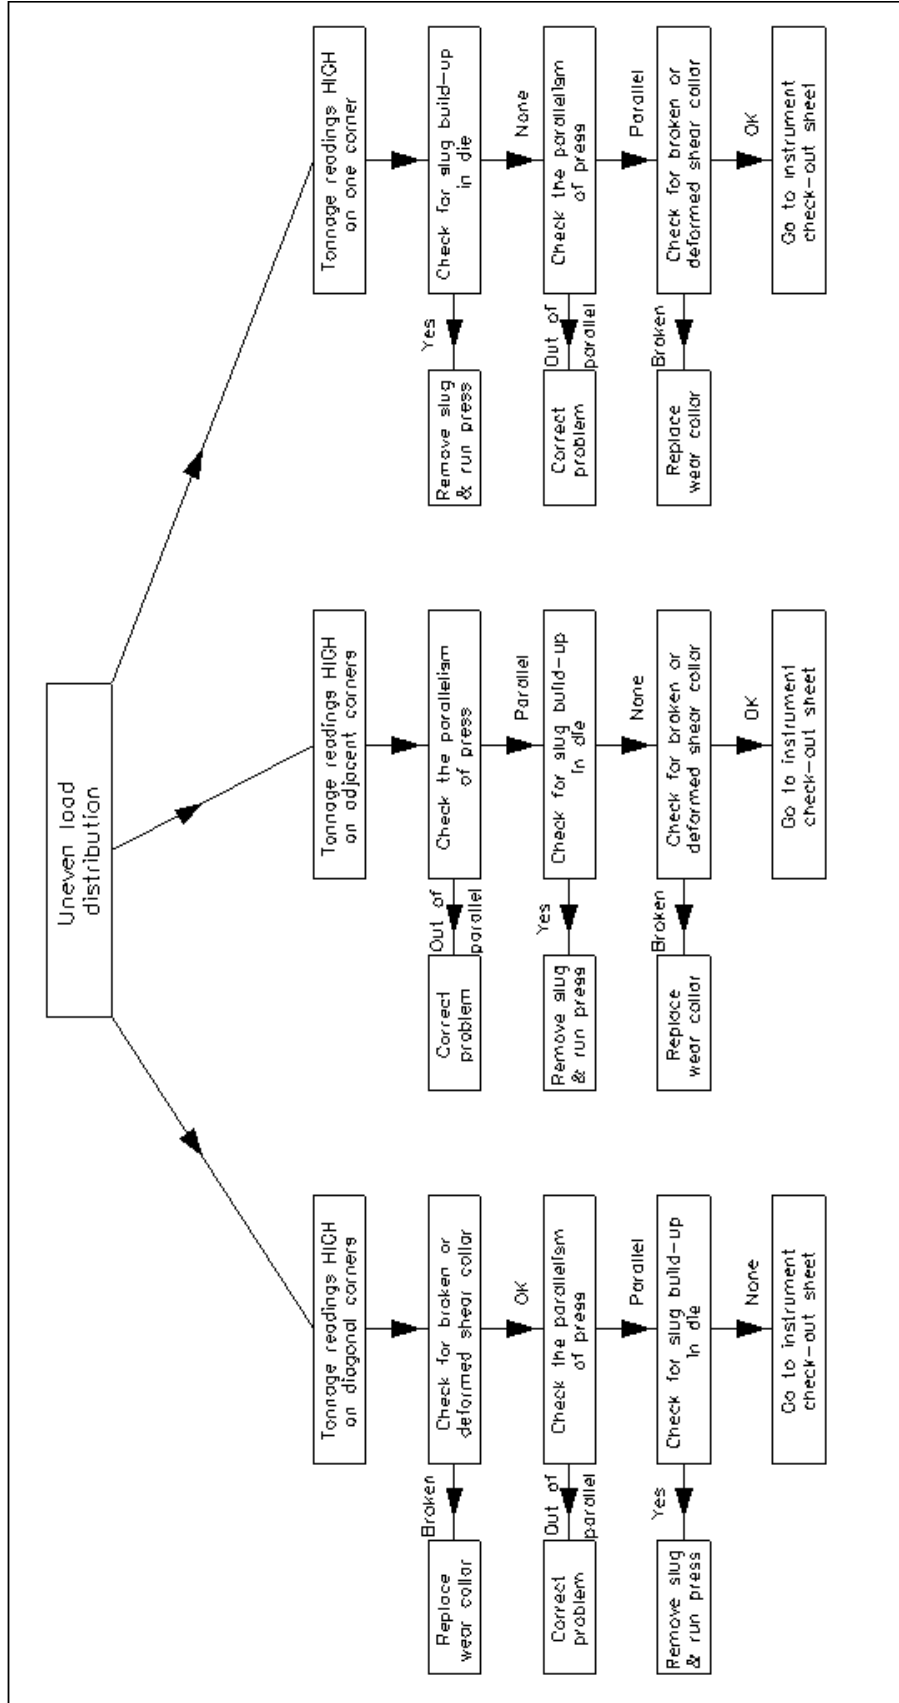 Uneven load
distribution
Tonnage readings HIGH
on diagonal corners
Check for broken or
deformed shear collar
Broken
Replace
wear collar
OK
Check the parallelism
of press
Out of
parallel
Correct
problem
Parallel
Check for slug build-up
in die
Yes
Remove slug
& run press
None
Go to instrument
check-out sheet
Tonnage readings HIGH
on adjacent corners
Check the parallelism
of press
Out of
parallel
Correct
problem
Parallel
Check for slug build-up
in die
Yes
Remove slug
& run press
None
Check for broken or
deformed shear collar
Broken
Replace
wear collar
OK
Go to instrument
check-out sheet
Tonnage readings HIGH
on one corner
Check for slug build-up
in die
Yes
Remove slug
& run press
None
Check the parallelism
of press
Out of
parallel
Correct
problem
Parallel
Check for broken or
deformed shear collar
Broken
Replace
wear collar
OK
Go to instrument
check-out sheet